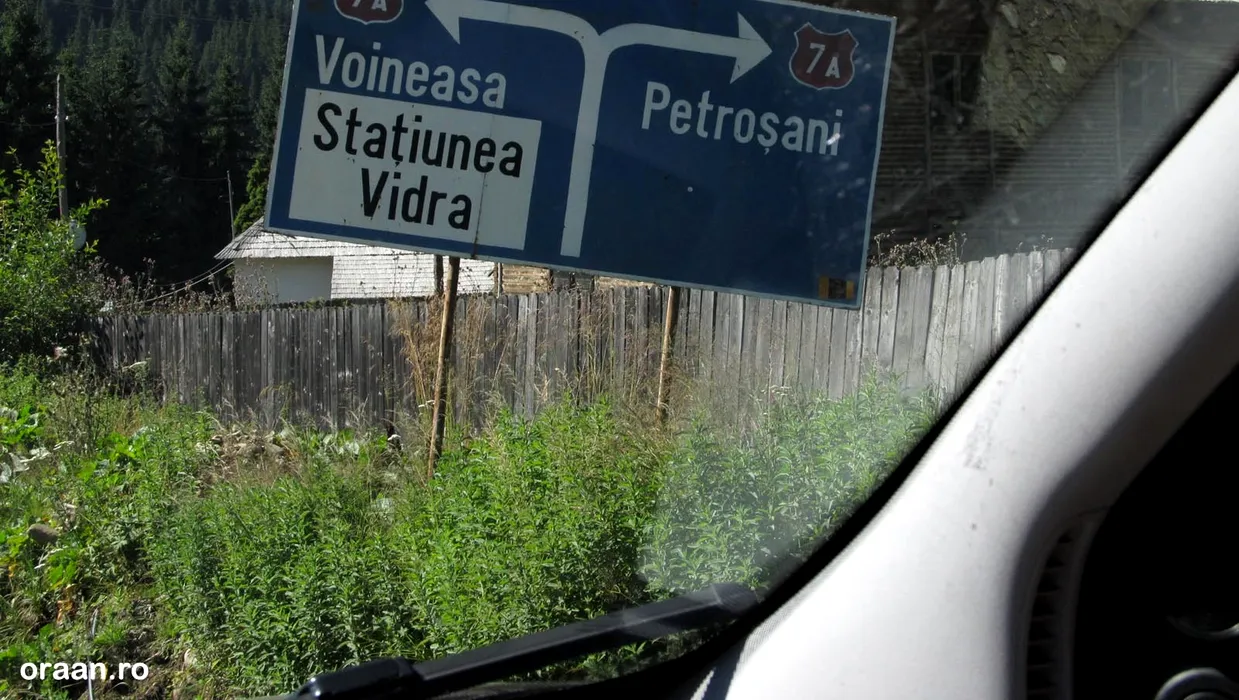 7A
Voineasa
Stațiunea
Vidra
7A
Petroșani
oraan.ro